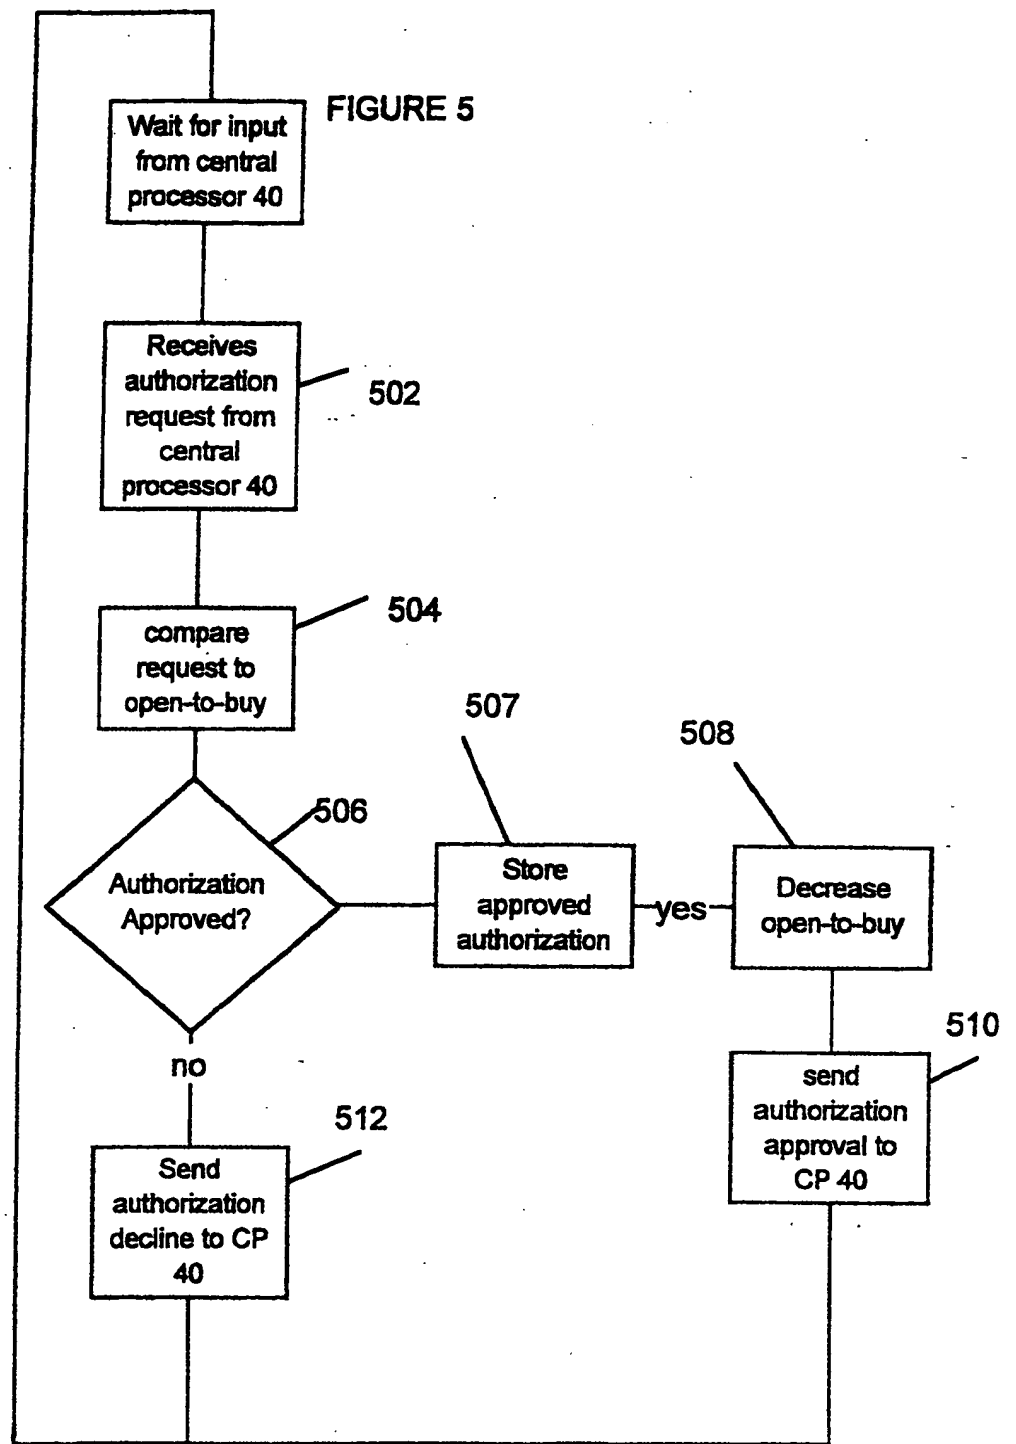 FIGURE 5
Wait for input
from central
processor 40
Receives
authorization
request from
central
processor 40
502
compare
request to
open-to-buy
504
506
Authorization
Approved?
507
Store
approved
authorization
yes
508
Decrease
open-to-buy
510
send
authorization
approval to
CP 40
no
512
Send
authorization
decline to CP
40